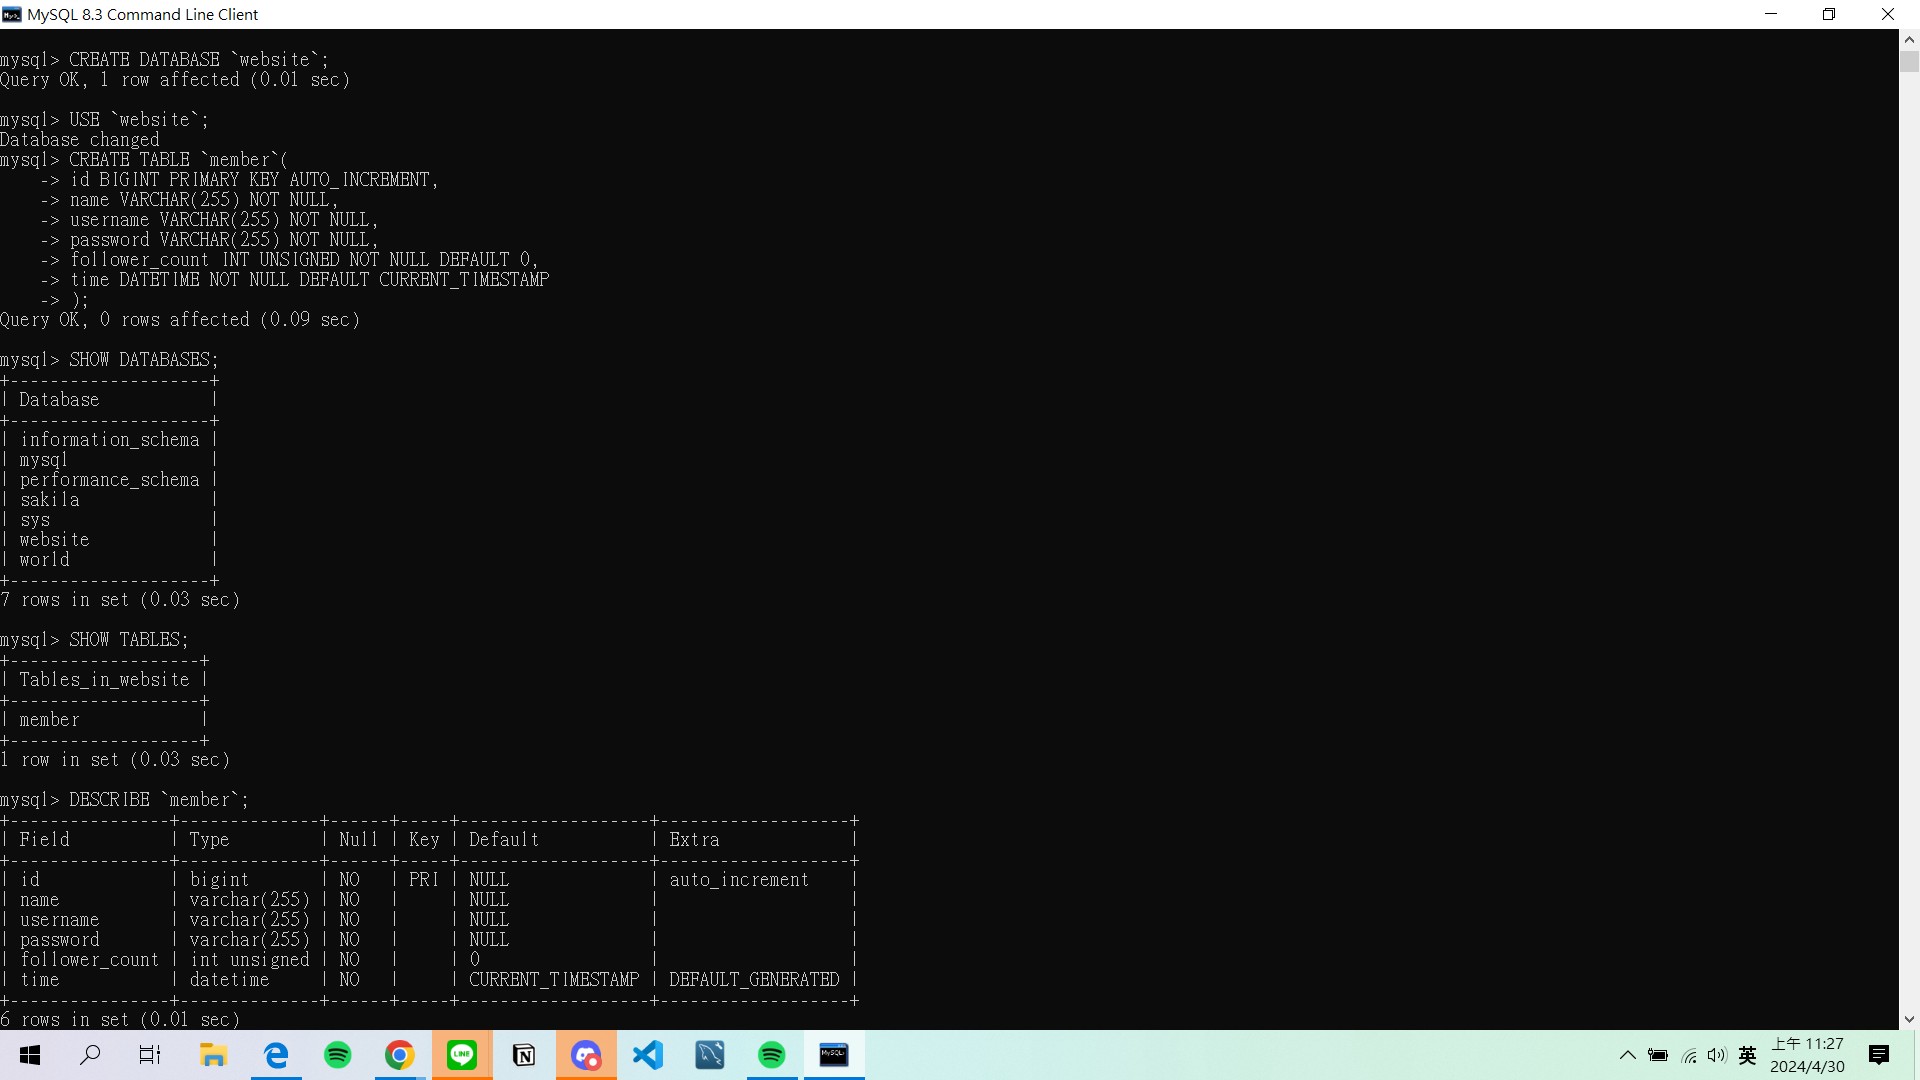 MySQL 8.3 Command Line Client
mysql> CREATE DATABASE `website`;
Query OK, 1 row affected (0.01 sec)
mysql> USE `website`;
Database changed
mysql> CREATE TABLE `member`(
    -> id BIGINT PRIMARY KEY AUTO_INCREMENT,
    -> name VARCHAR(255) NOT NULL,
    -> username VARCHAR(255) NOT NULL,
    -> password VARCHAR(255) NOT NULL,
    -> follower_count INT UNSIGNED NOT NULL DEFAULT 0,
    -> time DATETIME NOT NULL DEFAULT CURRENT_TIMESTAMP
    -> );
Query OK, 0 rows affected (0.09 sec)
mysql> SHOW DATABASES;
+--------------------+
| Database           |
+--------------------+
| information_schema |
| mysql              |
| performance_schema |
| sakila             |
| sys                |
| website            |
| world              |
+--------------------+
7 rows in set (0.03 sec)
mysql> SHOW TABLES;
+-------------------+
| Tables_in_website |
+-------------------+
| member            |
+-------------------+
1 row in set (0.03 sec)
mysql> DESCRIBE `member`;
+----------------+--------------+------+-----+-------------------+-------------------+
| Field          | Type         | Null | Key | Default           | Extra             |
+----------------+--------------+------+-----+-------------------+-------------------+
| id             | bigint       | NO   | PRI | NULL              | auto_increment    |
| name           | varchar(255) | NO   |     | NULL              |                   |
| username       | varchar(255) | NO   |     | NULL              |                   |
| password       | varchar(255) | NO   |     | NULL              |                   |
| follower_count | int unsigned | NO   |     | 0                 |                   |
| time           | datetime     | NO   |     | CURRENT_TIMESTAMP | DEFAULT_GENERATED |
+----------------+--------------+------+-----+-------------------+-------------------+
6 rows in set (0.01 sec)
LINE
MySQL
英
上午 11:27
2024/4/30